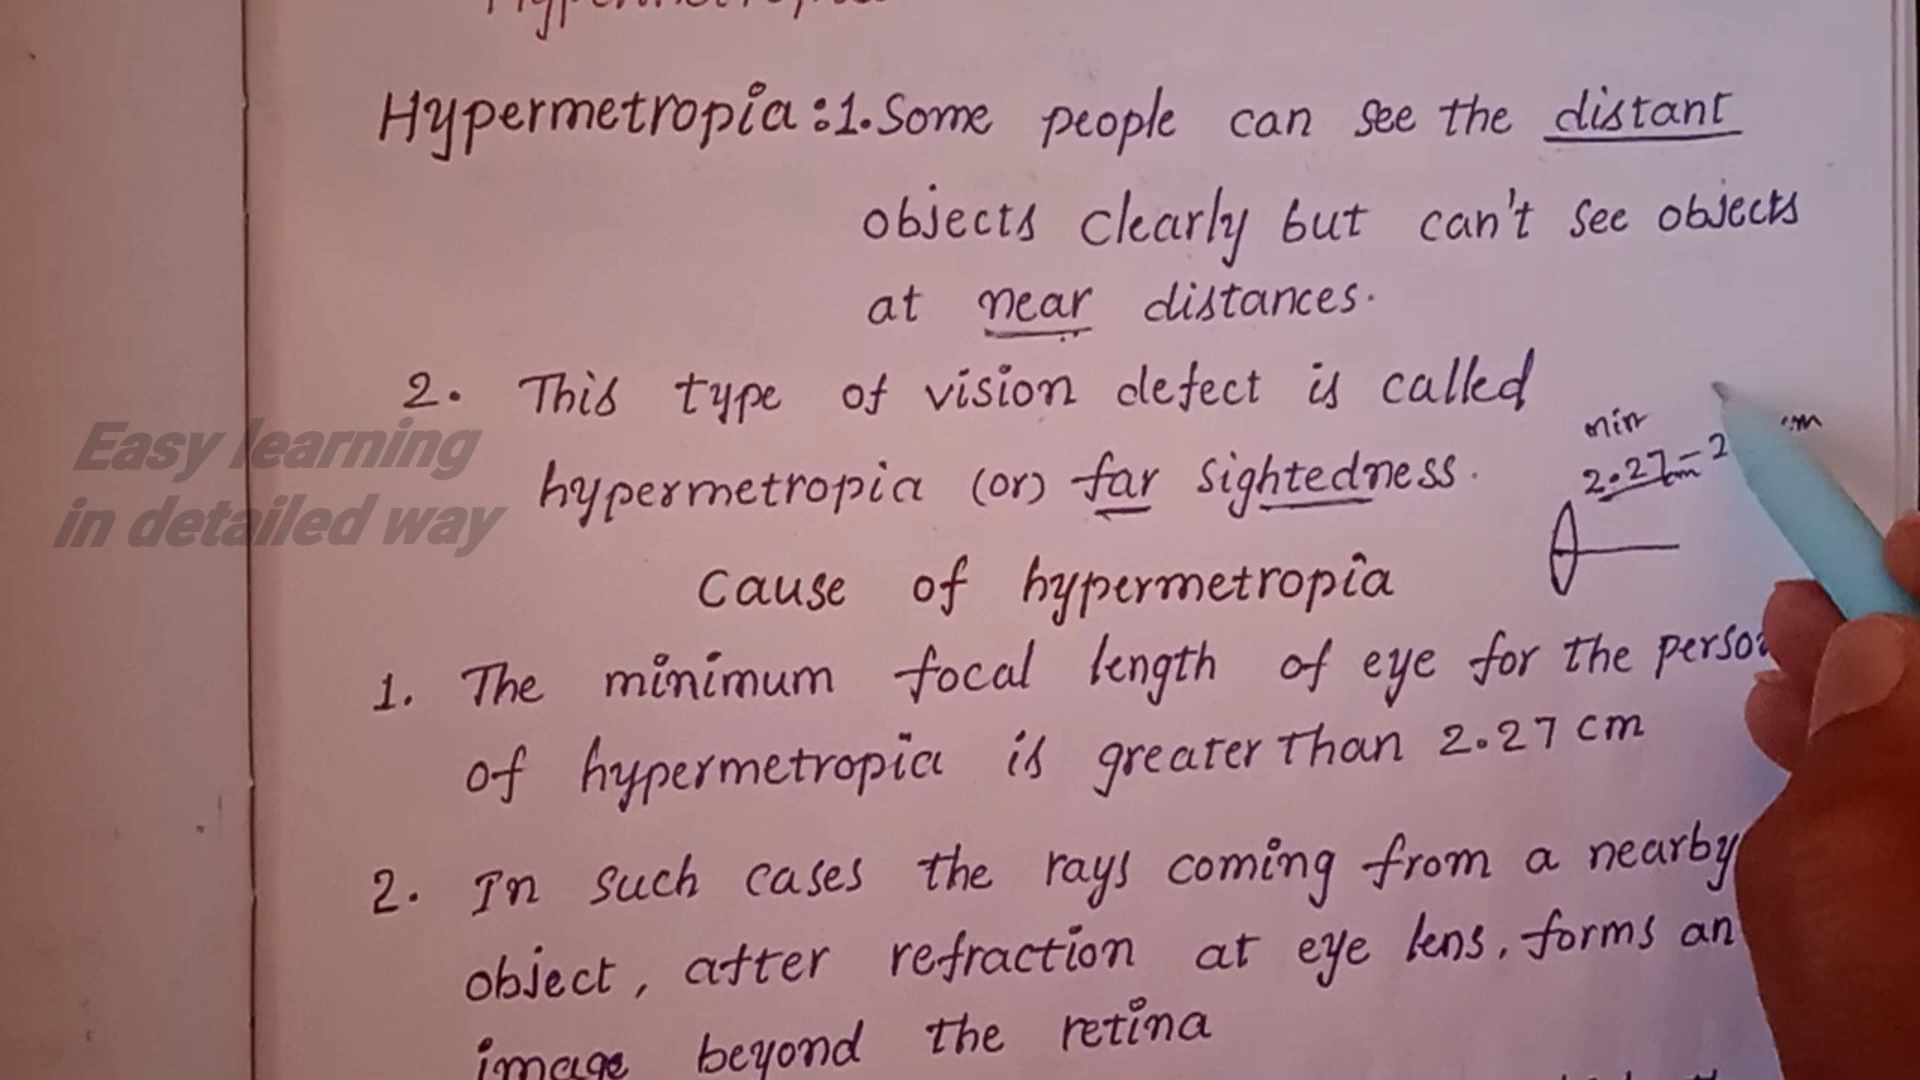 Hypermetropia
Hypermetropia : 1. Some people can see the distant
objects clearly but can't see objects
at near distances.
2. This type of vision defect is called
hypermetropia (or) far sightedness.
min
2.27cm - 2
cm
Easy learning
in detailed way
Cause of hypermetropia
1. The minimum focal length of eye for the
of hypermetropia is greater than 2.27 cm
2. In such cases the rays coming from a nearby
object, after refraction at eye lens, forms an
image beyond the retina